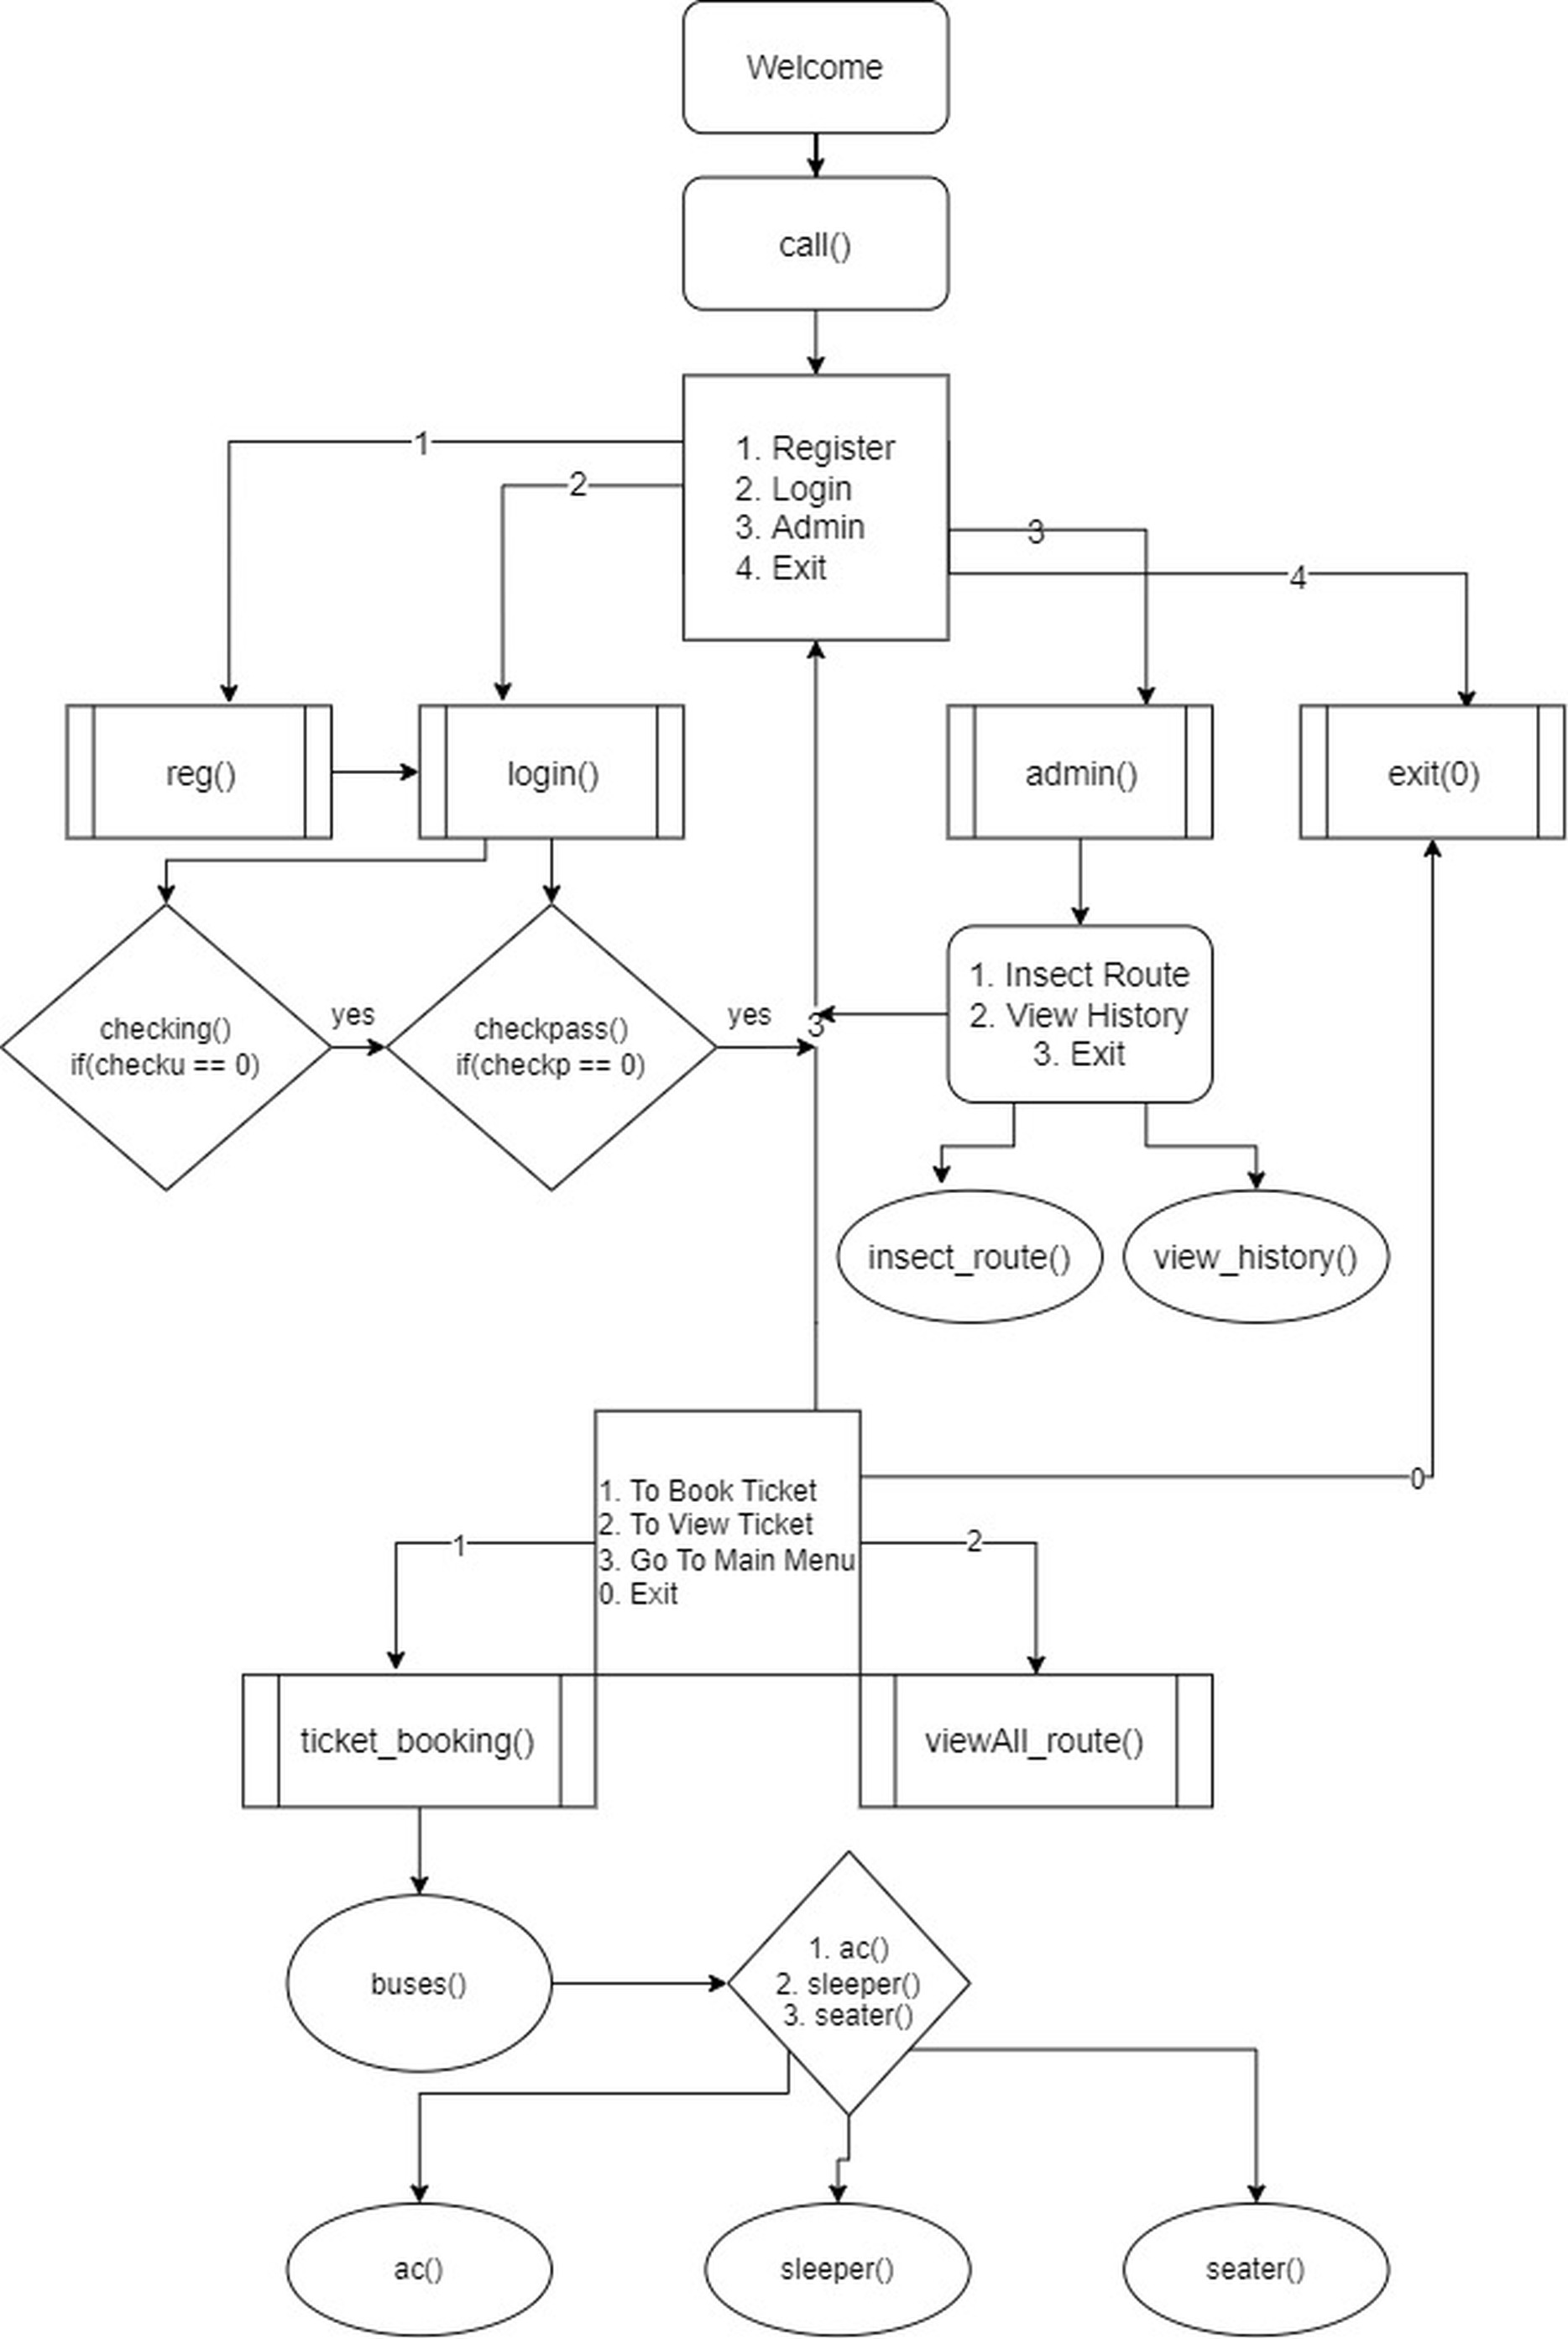 Welcome
call()
1. Register
2. Login
3. Admin
4. Exit
1
2
3
4
reg()
login()
admin()
exit(0)
checking()
if(checku == 0)
yes
checkpass()
if(checkp == 0)
yes
3
1. Insect Route
2. View History
3. Exit
insect_route()
view_history()
1. To Book Ticket
2. To View Ticket
3. Go To Main Menu
0. Exit
0
1
2
ticket_booking()
viewAll_route()
buses()
1. ac()
2. sleeper()
3. seater()
ac()
sleeper()
seater()